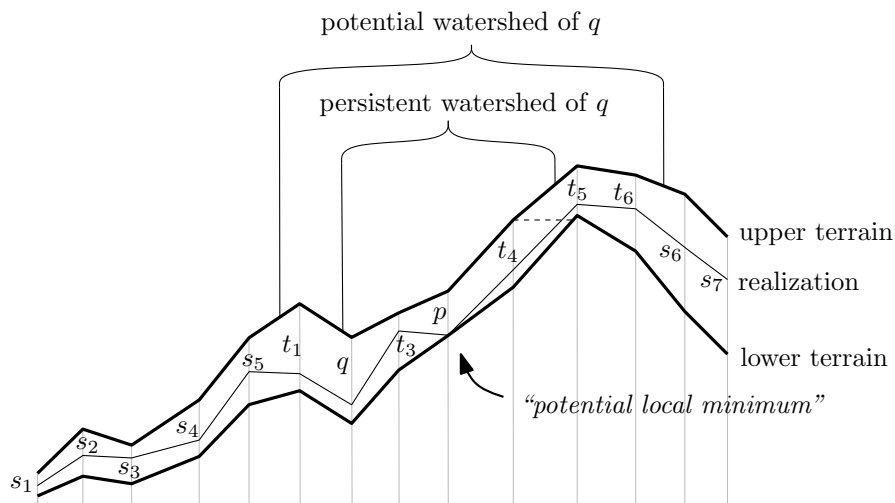 potential watershed of q
persistent watershed of q
t5 t6
upper terrain
t4
s6
s7 realization
p
t1
t3
q
s5
lower terrain
“potential local minimum”
s4
s2
s3
s1